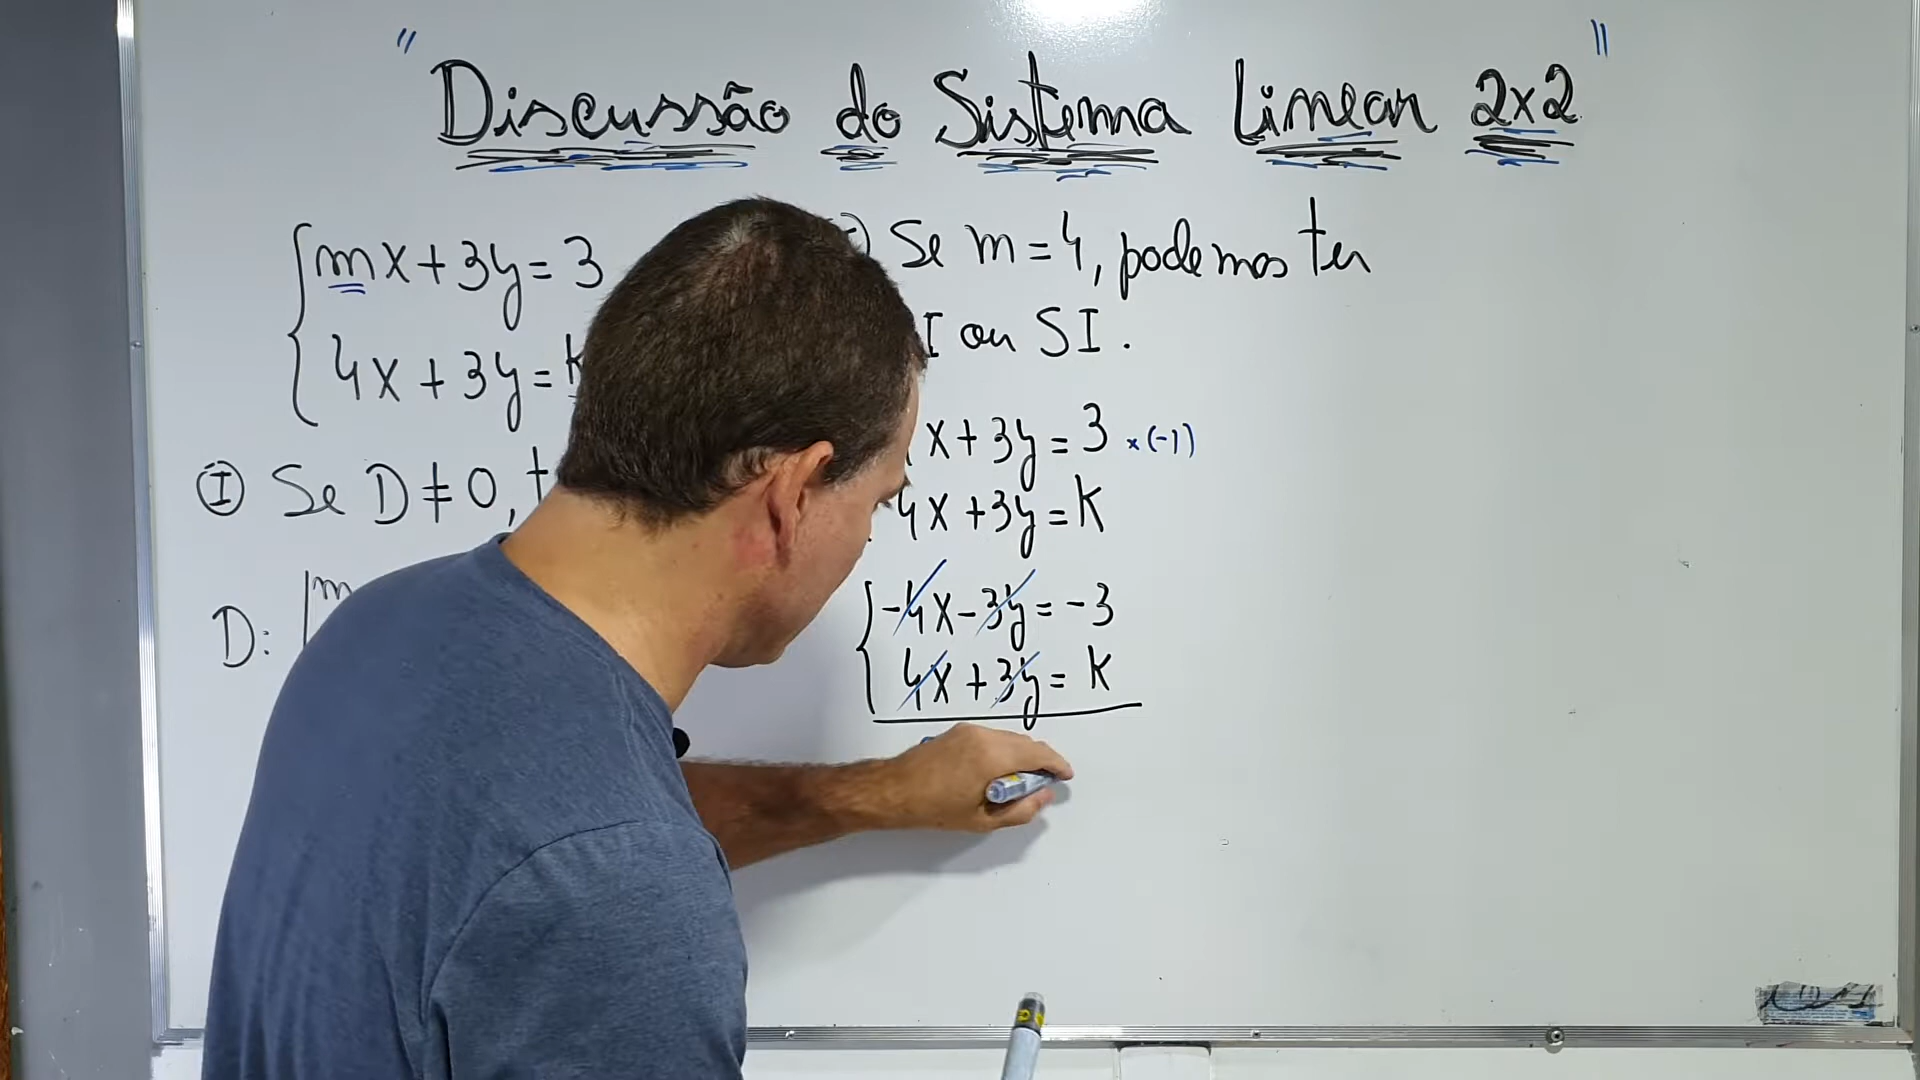 "Discussão do Sistema Linear 2x2"
mx+3y=3
4x+3y=k
I Se D≠0, t
D: |m
) Se m=4, podemos ter
I ou SI.
x+3y=3 ×(-1)
4x+3y=k
-4x-3y=-3
4x+3y=k